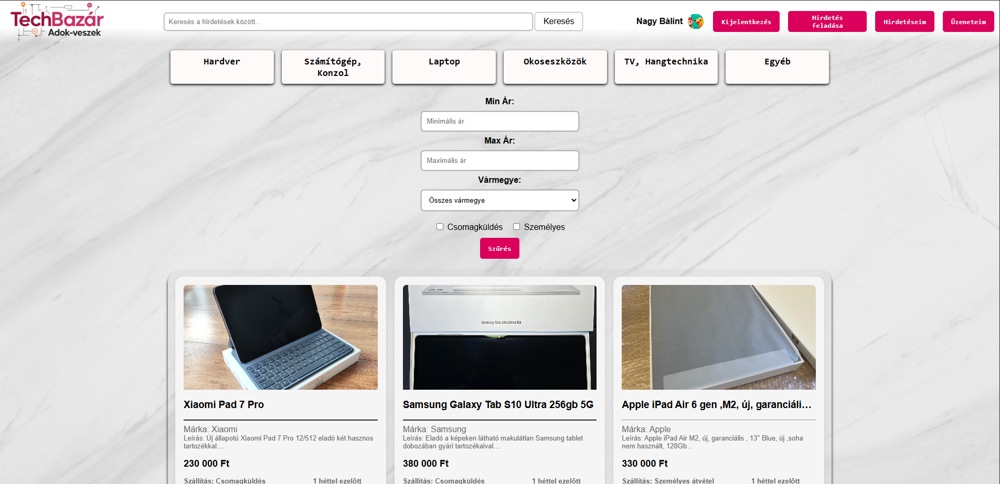 TechBazár
Adok-veszek
Keresés a hirdetések között...
Keresés
Nagy Bálint
Kijelentkezés
Hirdetés
feladása
Hirdetéseim
Üzeneteim
Hardver
Számítógép,
Konzol
Laptop
Okoseszközök
TV, Hangtechnika
Egyéb
Min Ár:
Minimális ár
Max Ár:
Maximális ár
Vármegye:
Összes vármegye
Csomagküldés
Személyes
Szűrés
Galaxy Tab S10 Ultra 5G
Xiaomi Pad 7 Pro
Márka: Xiaomi
Leírás: Új állapotú Xiaomi Pad 7 Pro 12/512 eladó két hasznos
tartozékkal....
230 000 Ft
Szállítás: Csomagküldés
1 héttel ezelőtt
Samsung Galaxy Tab S10 Ultra 256gb 5G
Márka: Samsung
Leírás: Eladó a képeken látható makulátlan Samsung tablet
dobozában gyári tartozékaival....
380 000 Ft
Szállítás: Csomagküldés
1 héttel ezelőtt
Apple iPad Air 6 gen ,M2, új, garanciáli...
Márka: Apple
Leírás: Apple iPad Air M2, új, garanciális , 13" Blue, új ,soha
nem használt, 128Gb...
330 000 Ft
Szállítás: Személyes átvétel
1 héttel ezelőtt